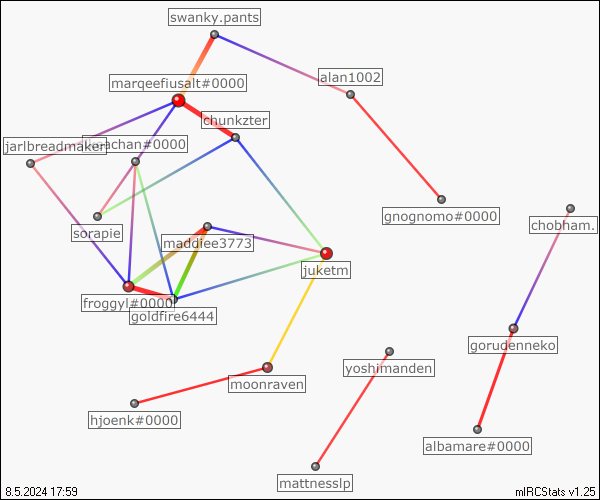 swanky.pants
alan1002
marqeefiusalt#0000
chunkzter
jarlbreadmaker
achan#0000
gnognomo#0000
chobham.
sorapie
maddiee3773
juketm
froggyl#0000
goldfire6444
gorudenneko
yoshimanden
moonraven
hjoenk#0000
albamare#0000
mattnesslp
8.5.2024 17:59
mIRCStats v1.25